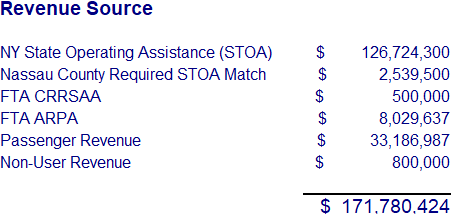 Revenue Source
NY State Operating Assistance (STOA) $ 126,724,300
Nassau County Required STOA Match $ 2,539,500
FTA CRRSAA $ 500,000
FTA ARPA $ 8,029,637
Passenger Revenue $ 33,186,987
Non-User Revenue $ 800,000
$ 171,780,424